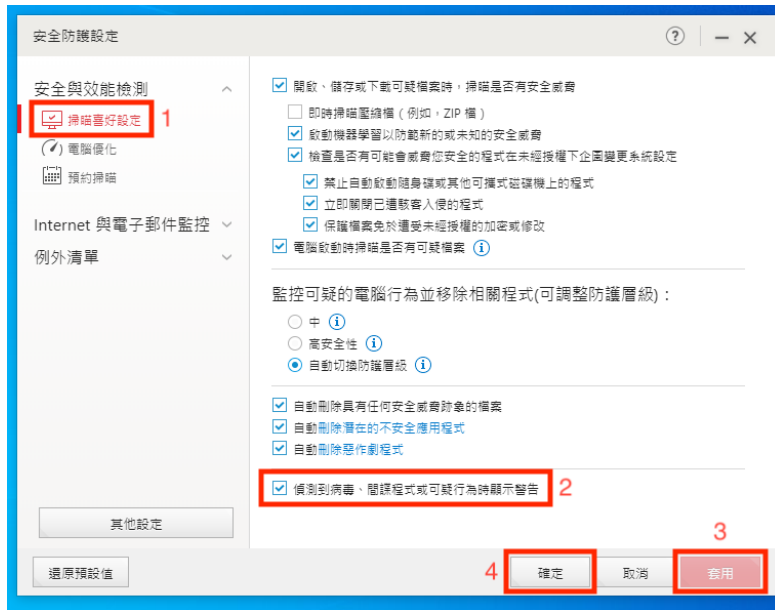 安全防護設定
安全與效能檢測
掃瞄喜好設定 1
電腦優化
預約掃瞄
Internet 與電子郵件監控
例外清單
其他設定
開啟、儲存或下載可疑檔案時，掃瞄是否有安全威脅
即時掃瞄壓縮檔（例如，ZIP 檔）
啟動機器學習以防範新的或未知的安全威脅
檢查是否有可能會威脅您安全的程式在未經授權下企圖變更系統設定
禁止自動啟動隨身碟或其他可攜式磁碟機上的程式
立即關閉已遭駭客入侵的程式
保護檔案免於遭受未經授權的加密或修改
電腦啟動時掃瞄是否有可疑檔案
監控可疑的電腦行為並移除相關程式(可調整防護層級)：
中
高安全性
自動切換防護層級
自動刪除具有任何安全威脅跡象的檔案
自動刪除潛在的不安全應用程式
自動刪除惡作劇程式
偵測到病毒、間諜程式或可疑行為時顯示警告 2
3
還原預設值 4 確定 取消 套用